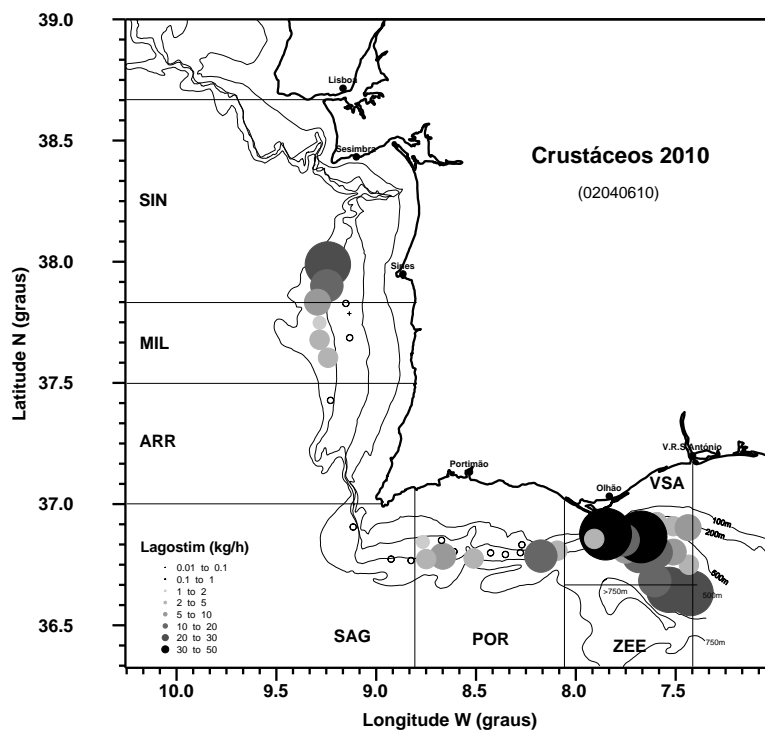 39.0
38.5
38.0
37.5
37.0
36.5
Latitude N (graus)
Lisboa
Sesimbra
Sines
Portimão
Olhão
V.R.S.António
Crustáceos 2010
(02040610)
SIN
MIL
ARR
SAG
POR
VSA
ZEE
100m
200m
500m
500m
>750m
750m
Lagostim (kg/h)
0.01 to 0.1
0.1 to 1
1 to 2
2 to 5
5 to 10
10 to 20
20 to 30
30 to 50
10.0 9.5 9.0 8.5 8.0 7.5
Longitude W (graus)